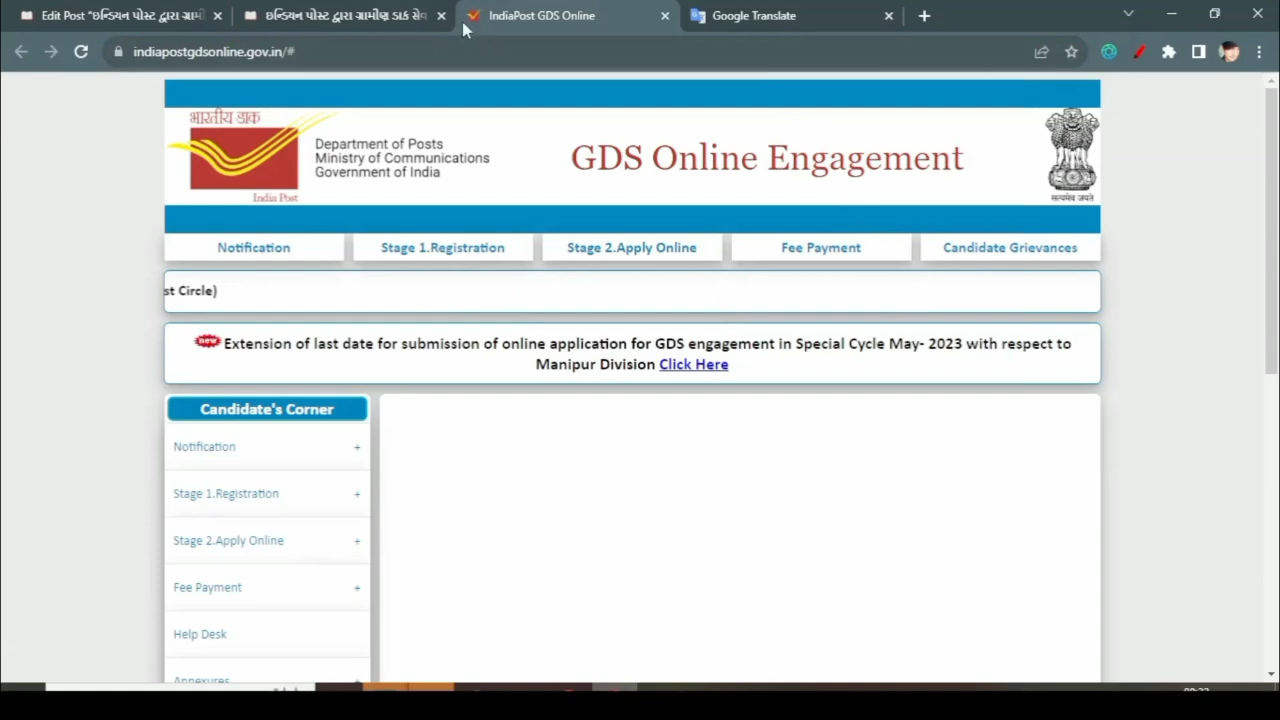 Edit Post "ઇન્ડિયન પોસ્ટ દ્વારા ગ્રામી
ઇન્ડિયન પોસ્ટ દ્વારા ગ્રામીણ ડાક સેવ
IndiaPost GDS Online
Google Translate
indiapostgdsonline.gov.in/#
भारतीय डाक
India Post
Department of Posts
Ministry of Communications
Government of India
GDS Online Engagement
सत्यमेव जयते
Notification
Stage 1.Registration
Stage 2.Apply Online
Fee Payment
Candidate Grievances
st Circle)
new Extension of last date for submission of online application for GDS engagement in Special Cycle May- 2023 with respect to
Manipur Division Click Here
Candidate's Corner
Notification +
Stage 1.Registration +
Stage 2.Apply Online +
Fee Payment +
Help Desk
Annexures